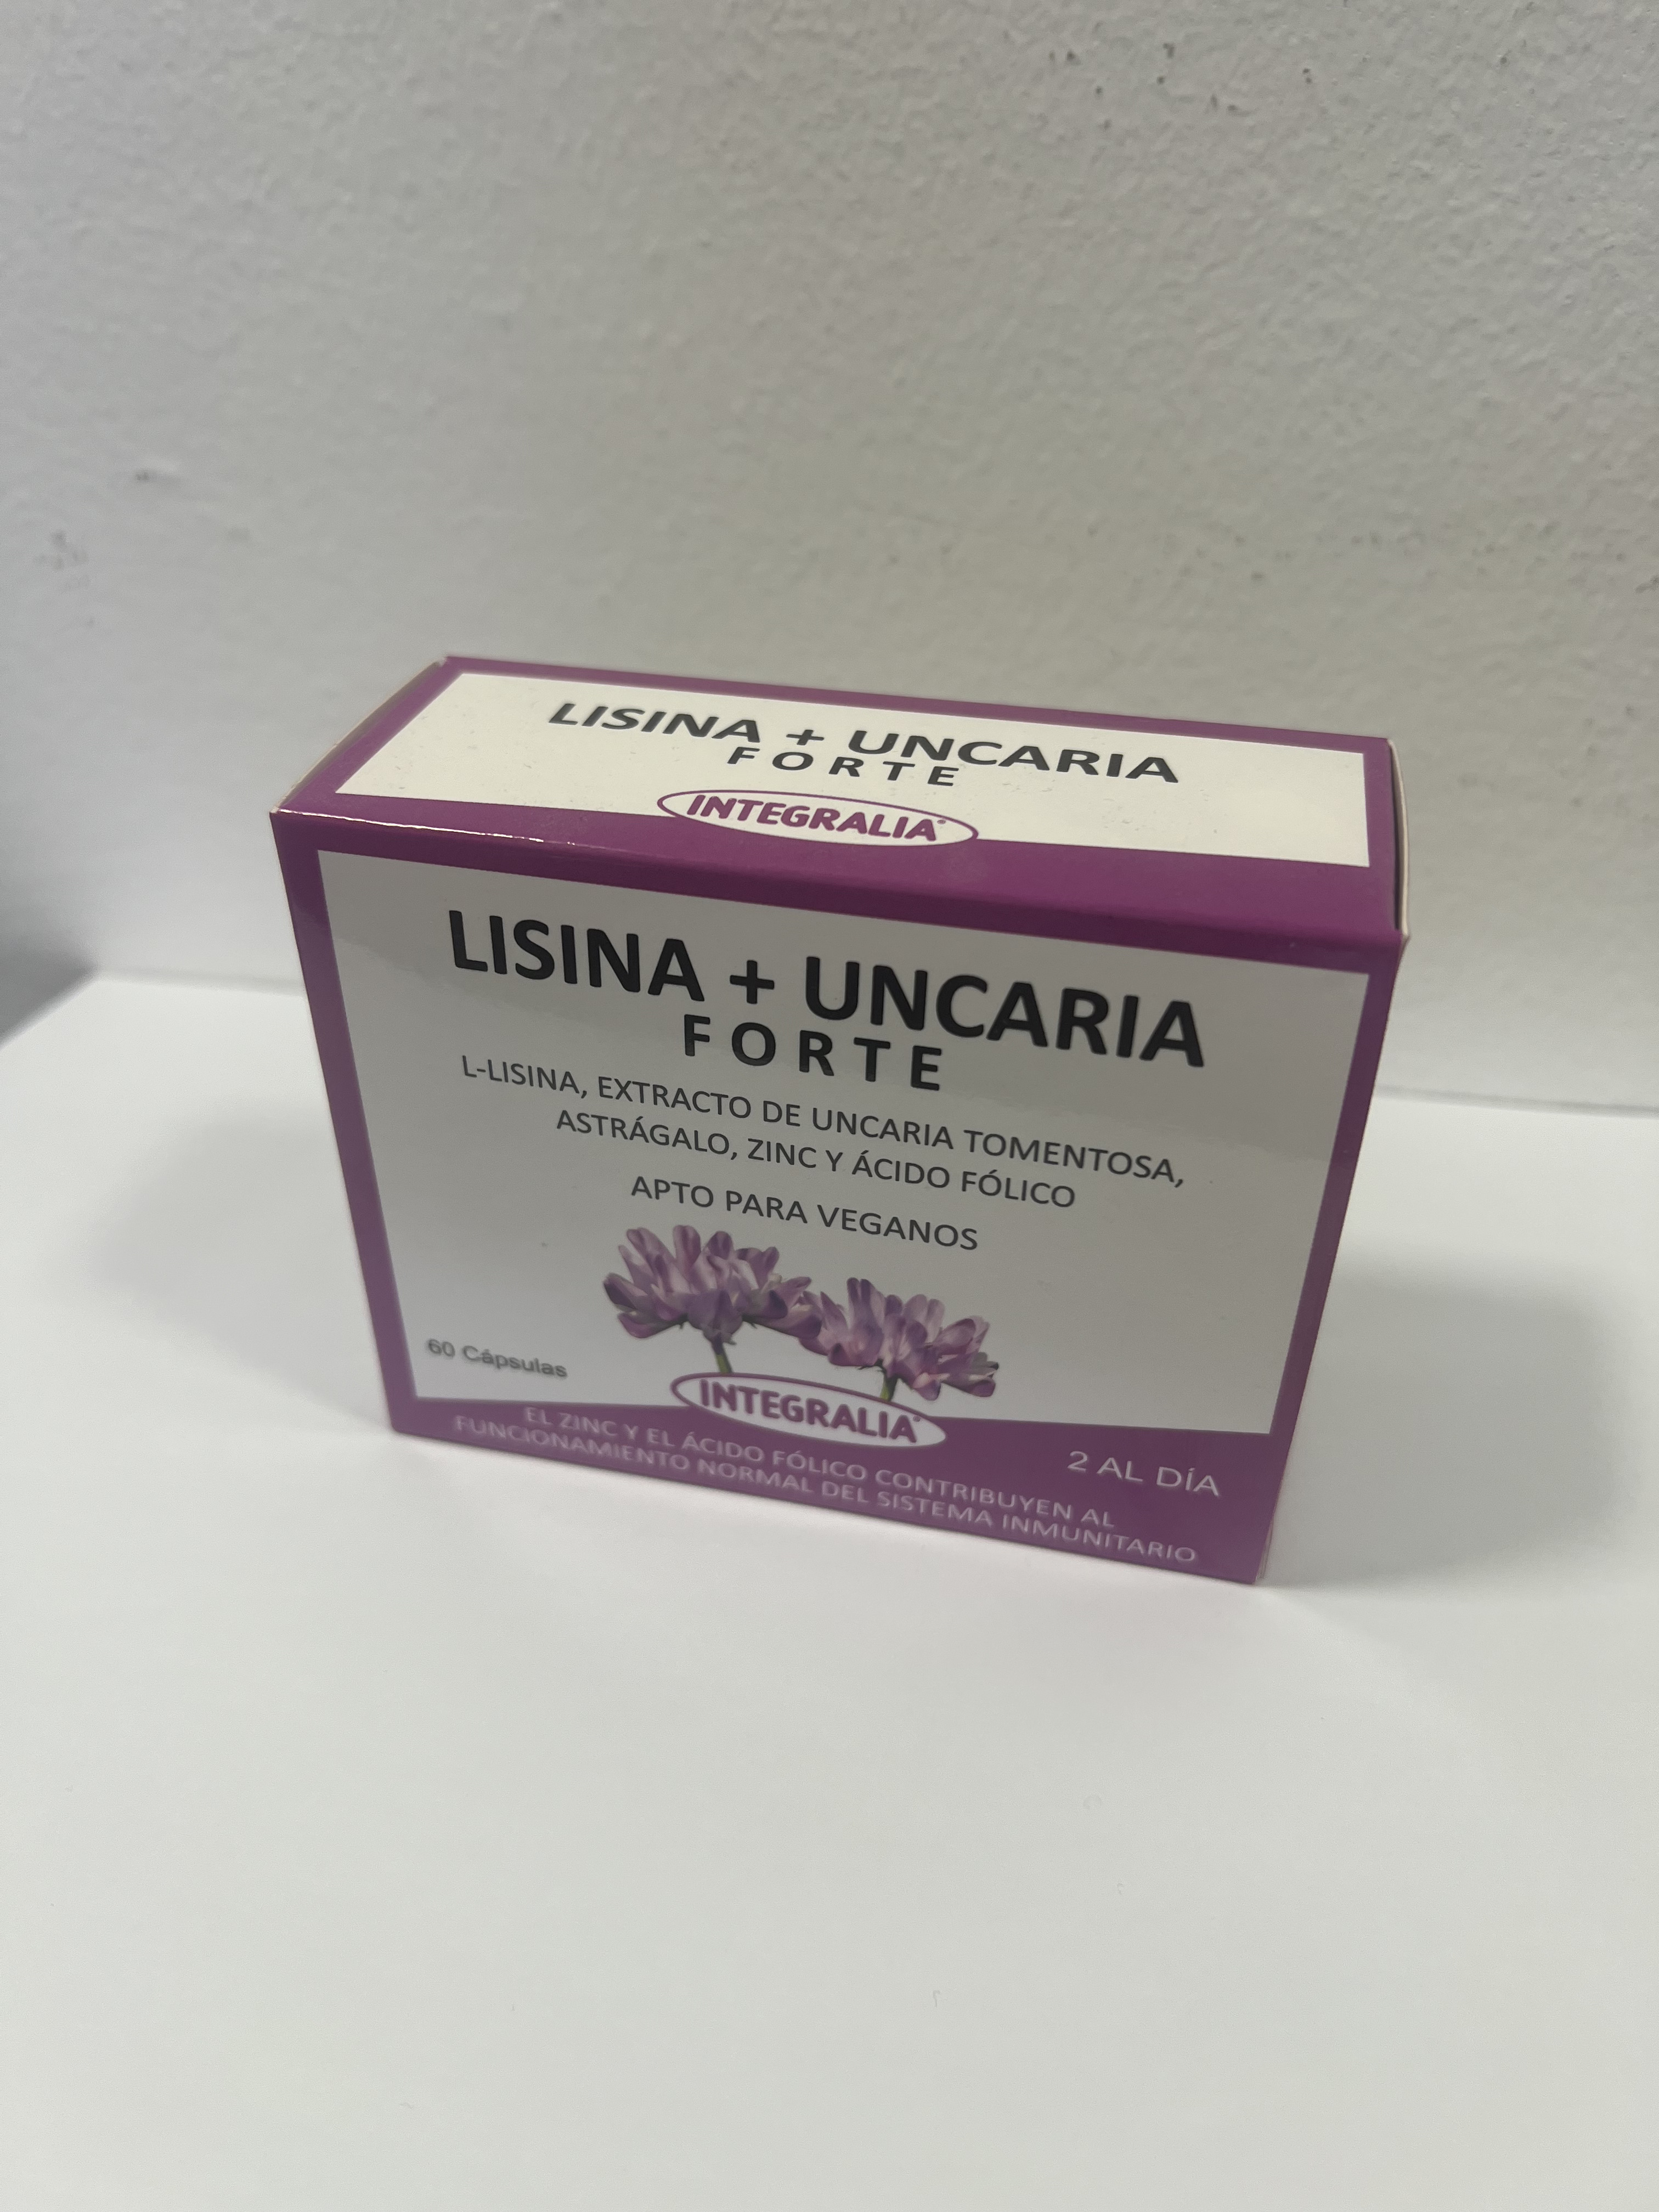 LISINA + UNCARIA
FORTE
INTEGRALIA®
LISINA + UNCARIA
FORTE
L-LISINA, EXTRACTO DE UNCARIA TOMENTOSA,
ASTRÁGALO, ZINC Y ÁCIDO FÓLICO
APTO PARA VEGANOS
60 Cápsulas
INTEGRALIA®
2 AL DÍA
EL ZINC Y EL ÁCIDO FÓLICO CONTRIBUYEN AL
FUNCIONAMIENTO NORMAL DEL SISTEMA INMUNITARIO